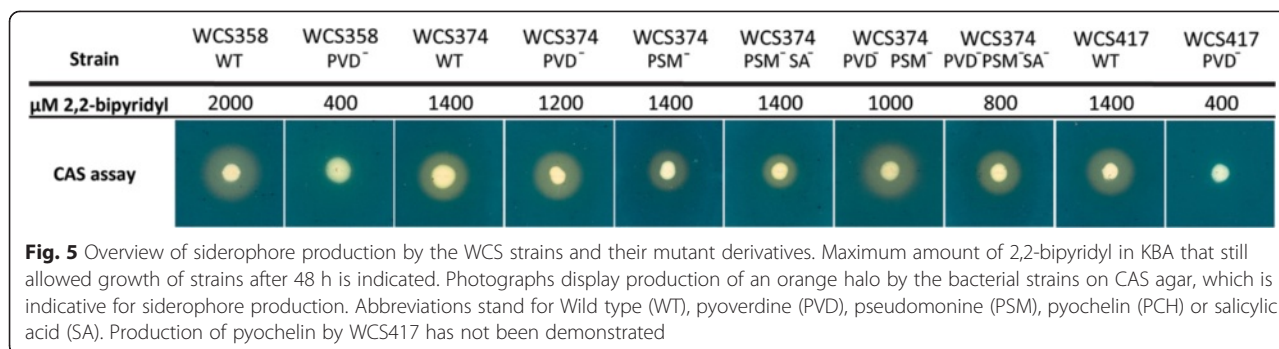 Strain WCS358 WT WCS358 PVD⁻ WCS374 WT WCS374 PVD⁻ WCS374 PSM⁻ WCS374 PSM⁻ SA⁻ WCS374 PVD⁻ PSM⁻ WCS374 PVD⁻PSM⁻SA⁻ WCS417 WT WCS417 PVD⁻
µM 2,2-bipyridyl 2000 400 1400 1200 1400 1400 1000 800 1400 400
CAS assay
Fig. 5 Overview of siderophore production by the WCS strains and their mutant derivatives. Maximum amount of 2,2-bipyridyl in KBA that still
allowed growth of strains after 48 h is indicated. Photographs display production of an orange halo by the bacterial strains on CAS agar, which is
indicative for siderophore production. Abbreviations stand for Wild type (WT), pyoverdine (PVD), pseudomonine (PSM), pyochelin (PCH) or salicylic
acid (SA). Production of pyochelin by WCS417 has not been demonstrated